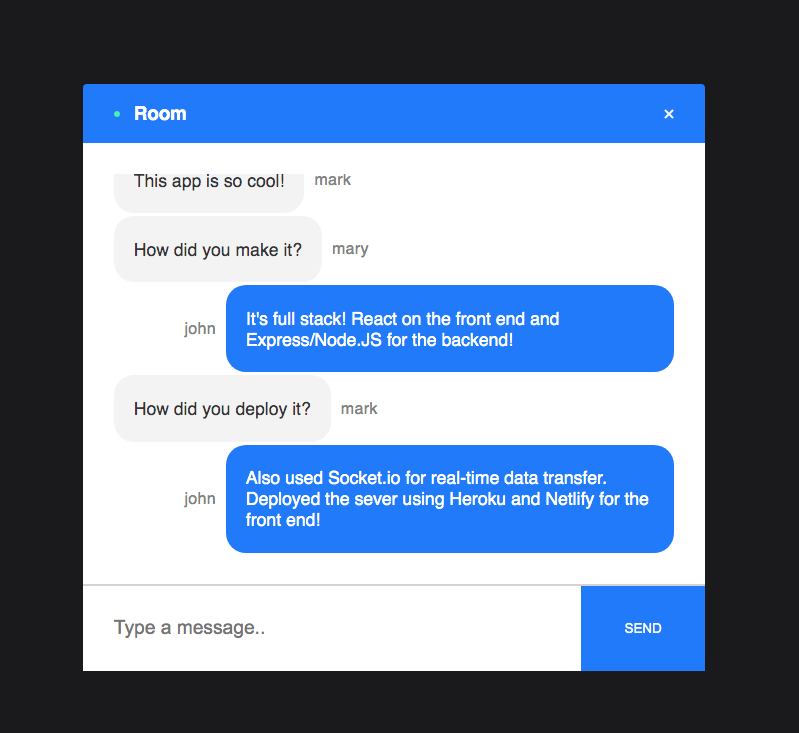 Room
×
This app is so cool!
mark
How did you make it?
mary
john
It's full stack! React on the front end and
Express/Node.JS for the backend!
How did you deploy it?
mark
john
Also used Socket.io for real-time data transfer.
Deployed the sever using Heroku and Netlify for the
front end!
Type a message..
SEND